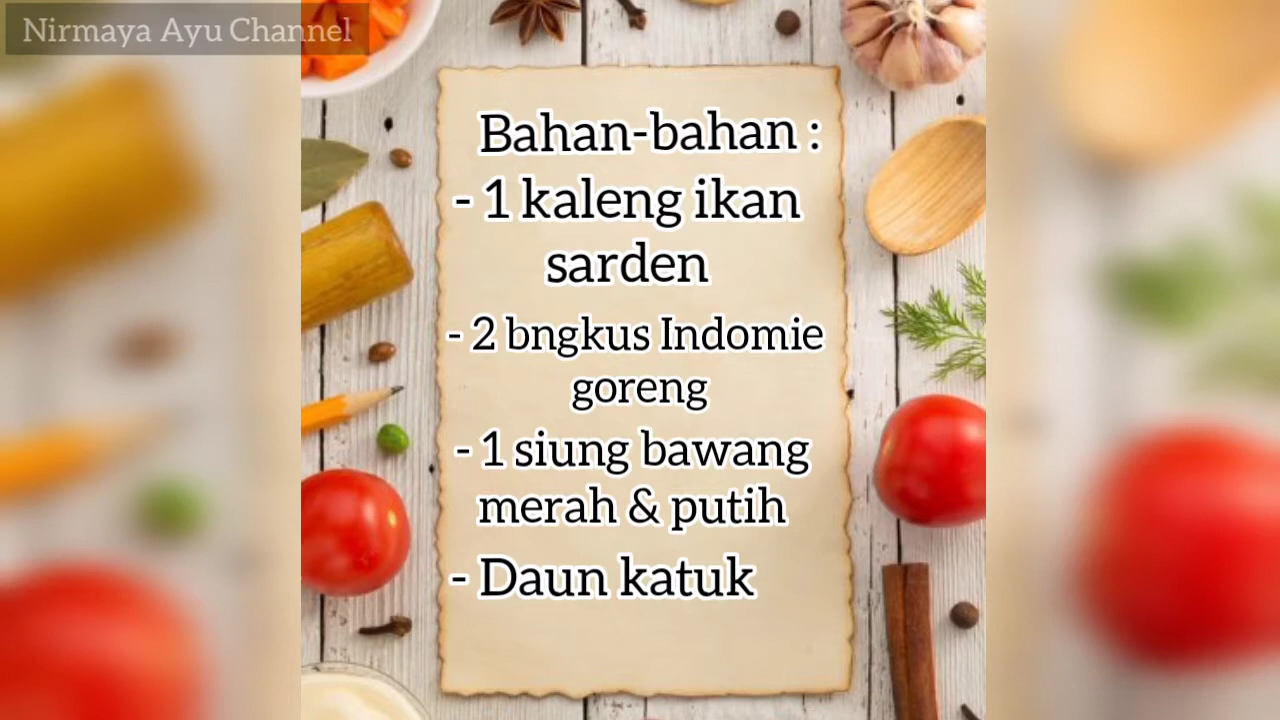 Nirmaya Ayu Channel
Bahan-bahan :
- 1 kaleng ikan
sarden
- 2 bngkus Indomie
goreng
- 1 siung bawang
merah & putih
- Daun katuk